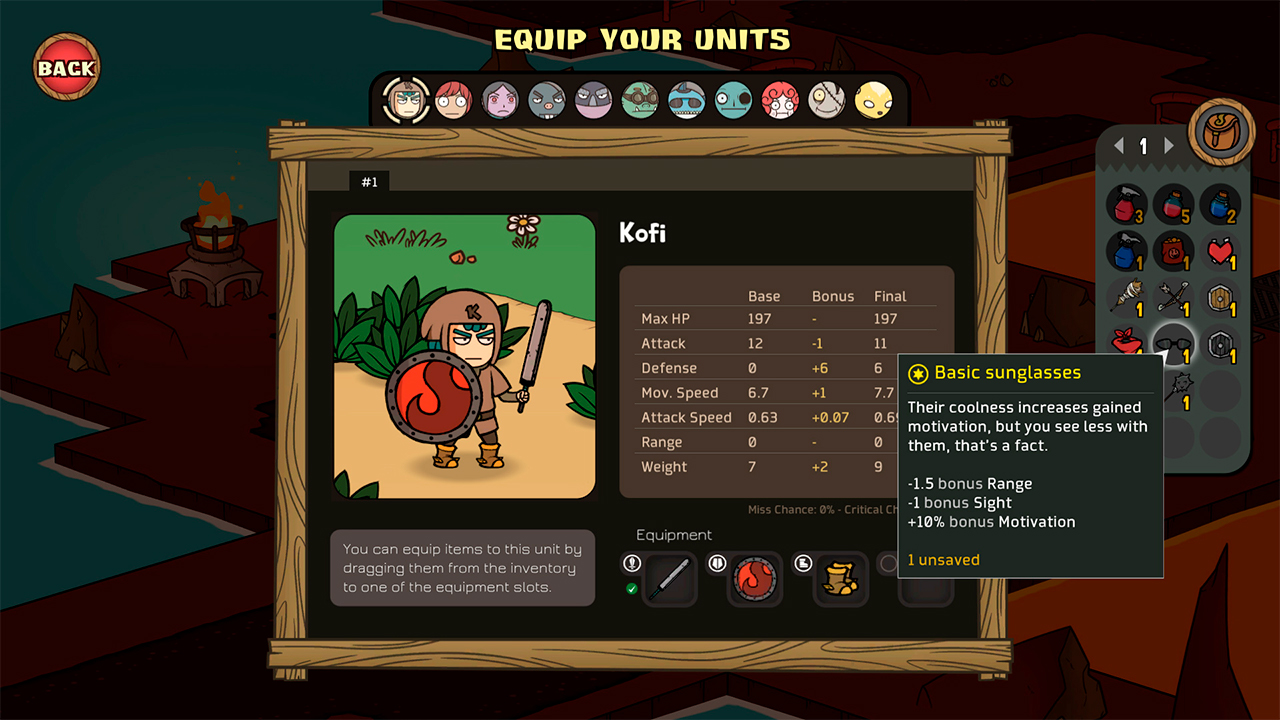 EQUIP YOUR UNITS
BACK
1
#1
Kofi
Base Bonus Final
Max HP 197 - 197
Attack 12 -1 11
Defense 0 +6 6
Mov. Speed 6.7 +1 7.7
Attack Speed 0.63 +0.07
Range 0 - 0
Weight 7 +2 9
Miss Chance: 0% - Critical
Equipment
You can equip items to this unit by
dragging them from the inventory
to one of the equipment slots.
3 5 2
1 1 1
1 1 1
1 1
1
Basic sunglasses
Their coolness increases gained
motivation, but you see less with
them, that's a fact.
-1.5 bonus Range
-1 bonus Sight
+10% bonus Motivation
1 unsaved
K